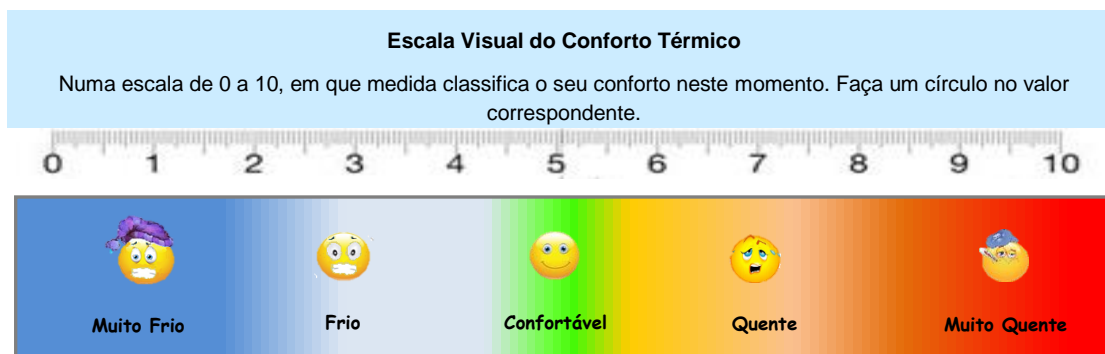 Escala Visual do Conforto Térmico
Numa escala de 0 a 10, em que medida classifica o seu conforto neste momento. Faça um círculo no valor
correspondente.
0 1 2 3 4 5 6 7 8 9 10
Muito Frio Frio Confortável Quente Muito Quente